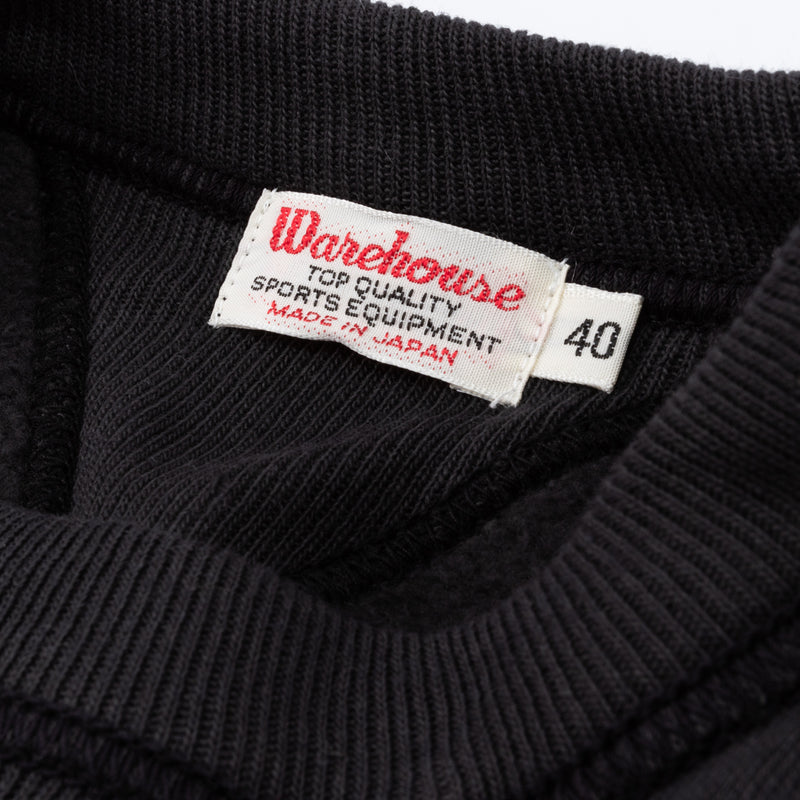 Warehouse
TOP QUALITY
SPORTS EQUIPMENT
MADE IN JAPAN
40